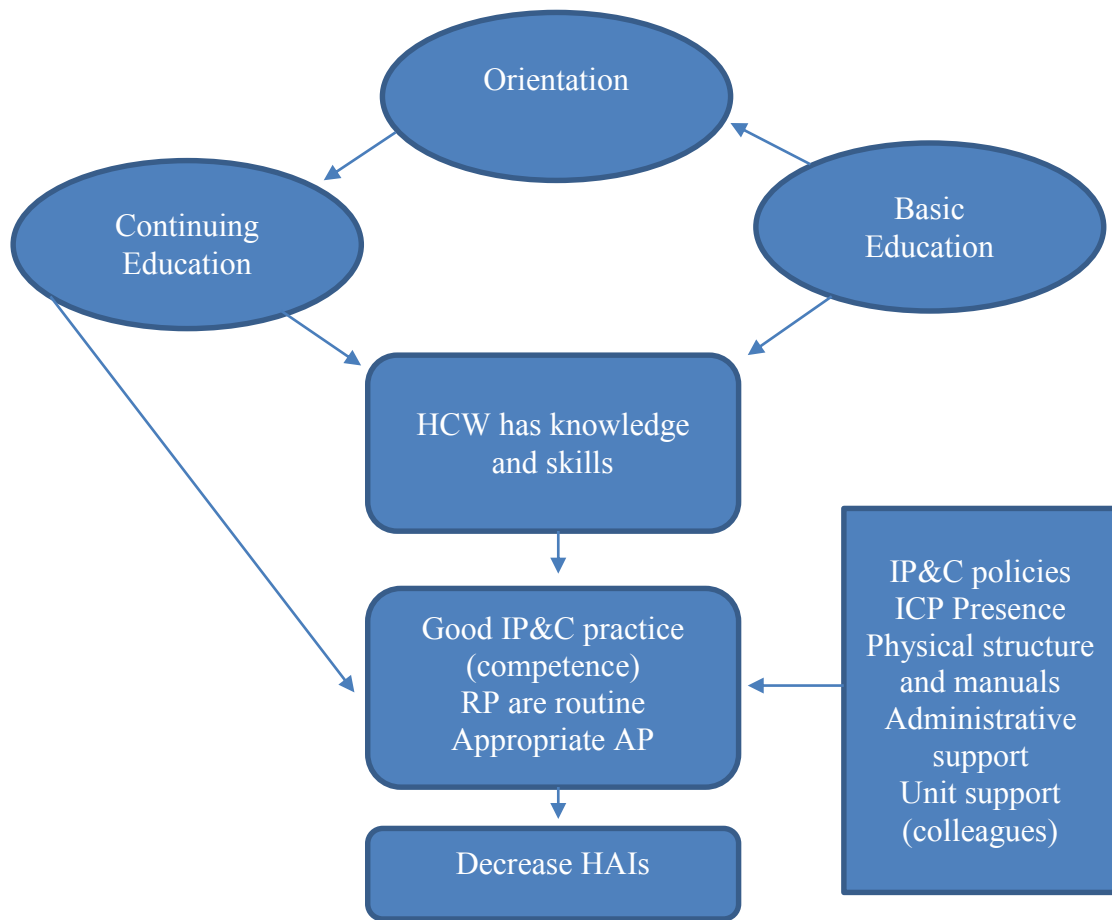 Orientation
Continuing
Education
Basic
Education
HCW has knowledge
and skills
Good IP&C practice
(competence)
RP are routine
Appropriate AP
IP&C policies
ICP Presence
Physical structure
and manuals
Administrative
support
Unit support
(colleagues)
Decrease HAIs